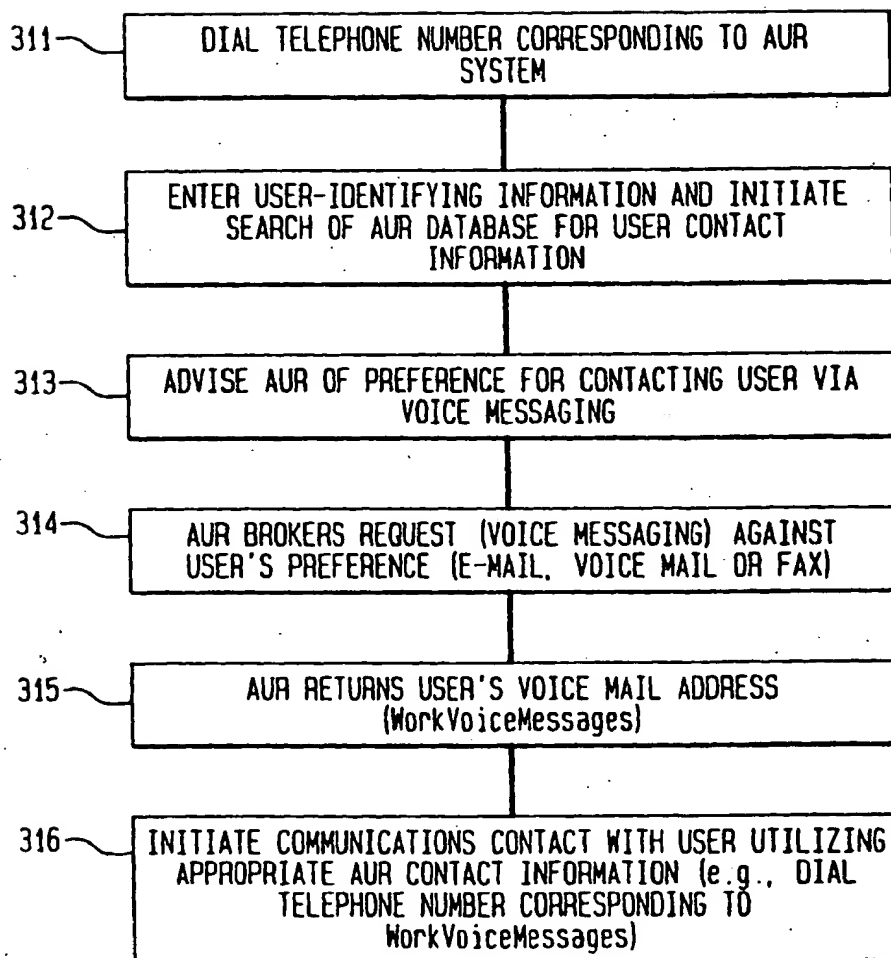 311
DIAL TELEPHONE NUMBER CORRESPONDING TO AUR
SYSTEM
312
ENTER USER-IDENTIFYING INFORMATION AND INITIATE
SEARCH OF AUR DATABASE FOR USER CONTACT
INFORMATION
313
ADVISE AUR OF PREFERENCE FOR CONTACTING USER VIA
VOICE MESSAGING
314
AUR BROKERS REQUEST (VOICE MESSAGING) AGAINST
USER'S PREFERENCE (E-MAIL, VOICE MAIL OR FAX)
315
AUR RETURNS USER'S VOICE MAIL ADDRESS
(WorkVoiceMessages)
316
INITIATE COMMUNICATIONS CONTACT WITH USER UTILIZING
APPROPRIATE AUR CONTACT INFORMATION (e.g., DIAL
TELEPHONE NUMBER CORRESPONDING TO
WorkVoiceMessages)